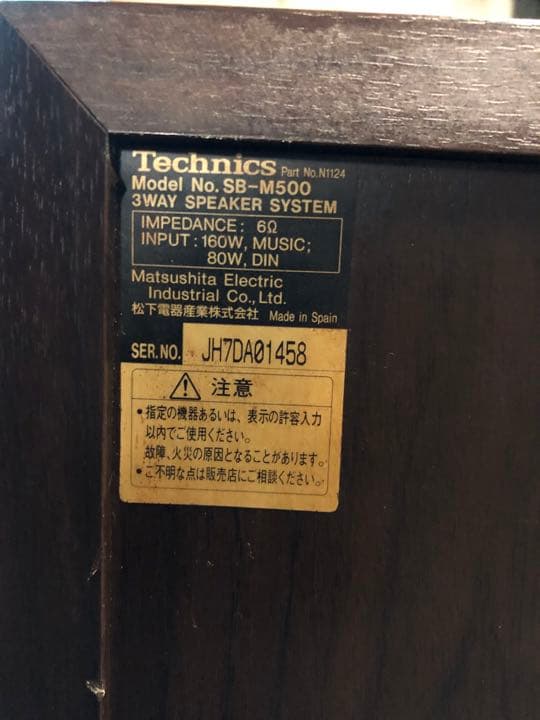 Technics Part No.N1124
Model No.SB-M500
3WAY SPEAKER SYSTEM
IMPEDANCE: 6Ω
INPUT:160W, MUSIC;
80W, DIN
Matsushita Electric
Industrial Co., Ltd.
松下電器産業株式会社 Made in Spain
SER.NO. JH7DA01458
注意
•指定の機器あるいは、表示の許容入力
以内でご使用ください。
故障、火災の原因となることがあります。
•ご不明な点は販売店にご相談ください。